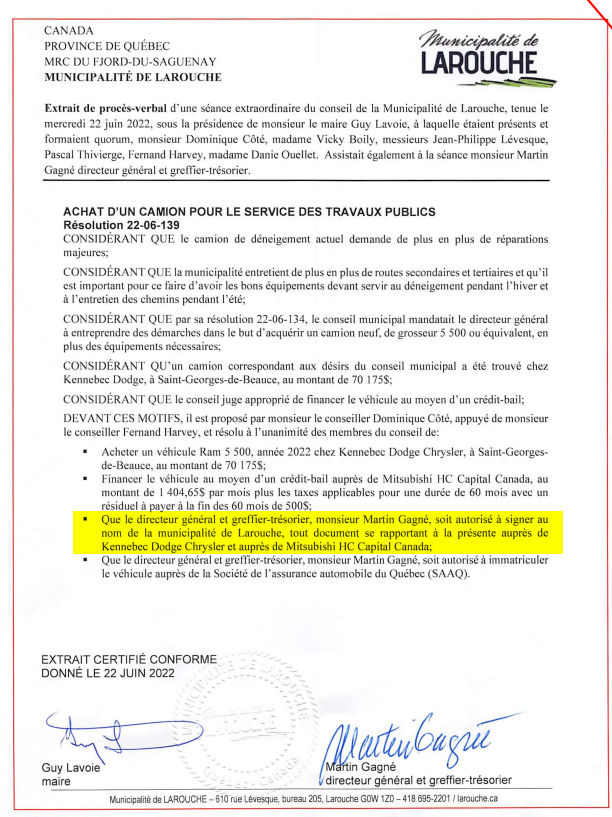 CANADA
PROVINCE DE QUÉBEC
MRC DU FJORD-DU-SAGUENAY
MUNICIPALITÉ DE LAROUCHE
Municipalité de
LAROUCHE
Extrait de procès-verbal d'une séance extraordinaire du conseil de la Municipalité de Larouche, tenue le
mercredi 22 juin 2022, sous la présidence de monsieur le maire Guy Lavoie, à laquelle étaient présents et
formaient quorum, monsieur Dominique Côté, madame Vicky Boily, messieurs Jean-Philippe Lévesque,
Pascal Thivierge, Fernand Harvey, madame Danie Ouellet. Assistait également à la séance monsieur Martin
Gagné directeur général et greffier-trésorier.
ACHAT D'UN CAMION POUR LE SERVICE DES TRAVAUX PUBLICS
Résolution 22-06-139
CONSIDÉRANT QUE le camion de déneigement actuel demande de plus en plus de réparations
majeures;
CONSIDÉRANT QUE la municipalité entretient de plus en plus de routes secondaires et tertiaires et qu'il
est important pour ce faire d'avoir les bons équipements devant servir au déneigement pendant l'hiver et
à l'entretien des chemins pendant l'été;
CONSIDÉRANT QUE par sa résolution 22-06-134, le conseil municipal mandatait le directeur général
à entreprendre des démarches dans le but d'acquérir un camion neuf, de grosseur 5 500 ou équivalent, en
plus des équipements nécessaires;
CONSIDÉRANT QU'un camion correspondant aux désirs du conseil municipal a été trouvé chez
Kennebec Dodge, à Saint-Georges-de-Beauce, au montant de 70 175$;
CONSIDÉRANT QUE le conseil juge approprié de financer le véhicule au moyen d'un crédit-bail;
DEVANT CES MOTIFS, il est proposé par monsieur le conseiller Dominique Côté, appuyé de monsieur
le conseiller Fernand Harvey, et résolu à l'unanimité des membres du conseil de:
▪ Acheter un véhicule Ram 5 500, année 2022 chez Kennebec Dodge Chrysler, à Saint-Georges-
de-Beauce, au montant de 70 175$;
▪ Financer le véhicule au moyen d'un crédit-bail auprès de Mitsubishi HC Capital Canada, au
montant de 1 404,65$ par mois plus les taxes applicables pour une durée de 60 mois avec un
résiduel à payer à la fin des 60 mois de 500$;
▪ Que le directeur général et greffier-trésorier, monsieur Martin Gagné, soit autorisé à signer au
nom de la municipalité de Larouche, tout document se rapportant à la présente auprès de
Kennebec Dodge Chrysler et auprès de Mitsubishi HC Capital Canada;
▪ Que le directeur général et greffier-trésorier, monsieur Martin Gagné, soit autorisé à immatriculer
le véhicule auprès de la Société de l'assurance automobile du Québec (SAAQ).
EXTRAIT CERTIFIÉ CONFORME
DONNÉ LE 22 JUIN 2022
Martin Gagné
Guy Lavoie
maire
Martin Gagné
directeur général et greffier-trésorier
Municipalité de LAROUCHE – 610 rue Lévesque, bureau 205, Larouche G0W 1Z0 – 418 695-2201 / larouche.ca